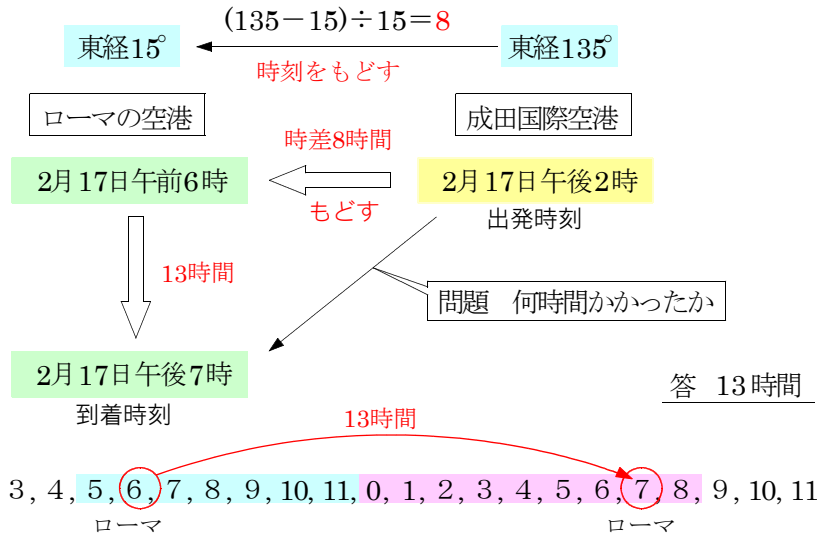 (135－15)÷15＝8
東経15°
東経135°
時刻をもどす
ローマの空港
成田国際空港
時差8時間
2月17日午前6時
2月17日午後2時
もどす
出発時刻
13時間
問題　何時間かかったか
2月17日午後7時
答　13時間
到着時刻
13時間
3, 4, 5, 6, 7, 8, 9, 10, 11, 0, 1, 2, 3, 4, 5, 6, 7, 8, 9, 10, 11
ローマ
ローマ